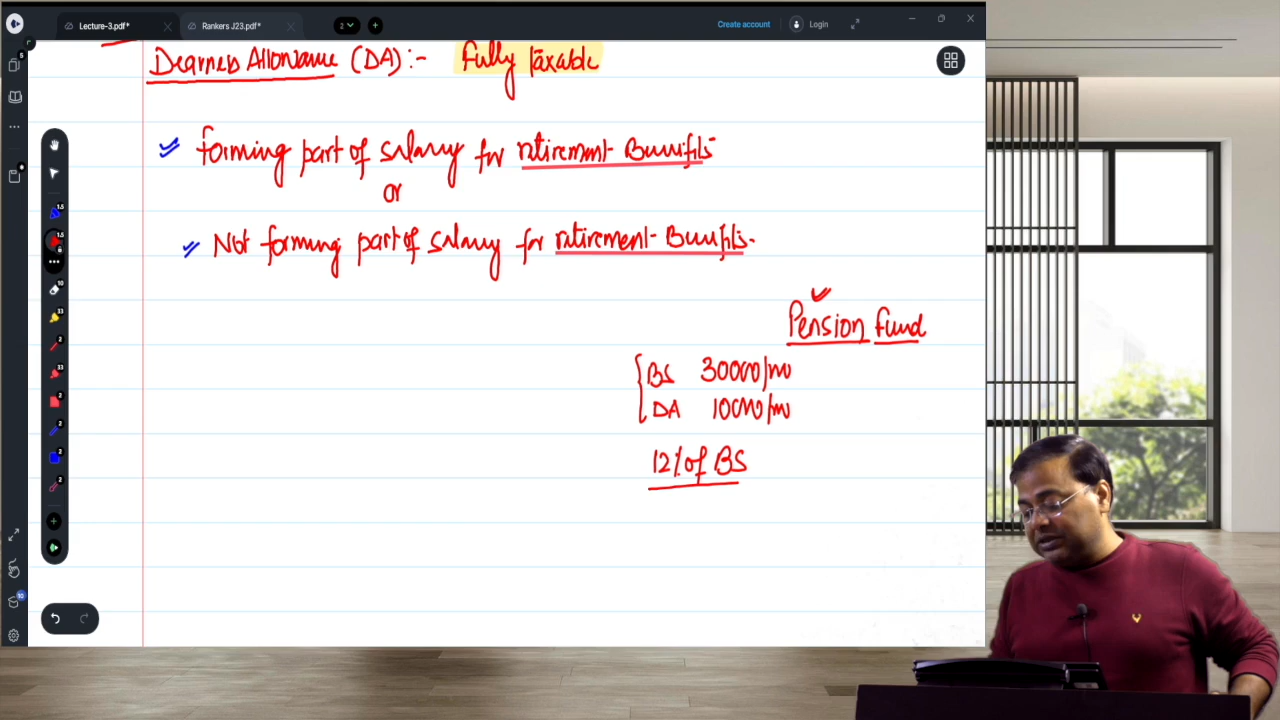 Lecture-3.pdf*
Rankers J23.pdf*
2
Create account
Login
Dearness Allowance (DA):- Fully Taxable
forming part of salary for retirement Benefits
or
Not forming part of salary for retirement Benefits.
Pension Fund
BS 30000/mo
DA 10000/mo
12% of BS